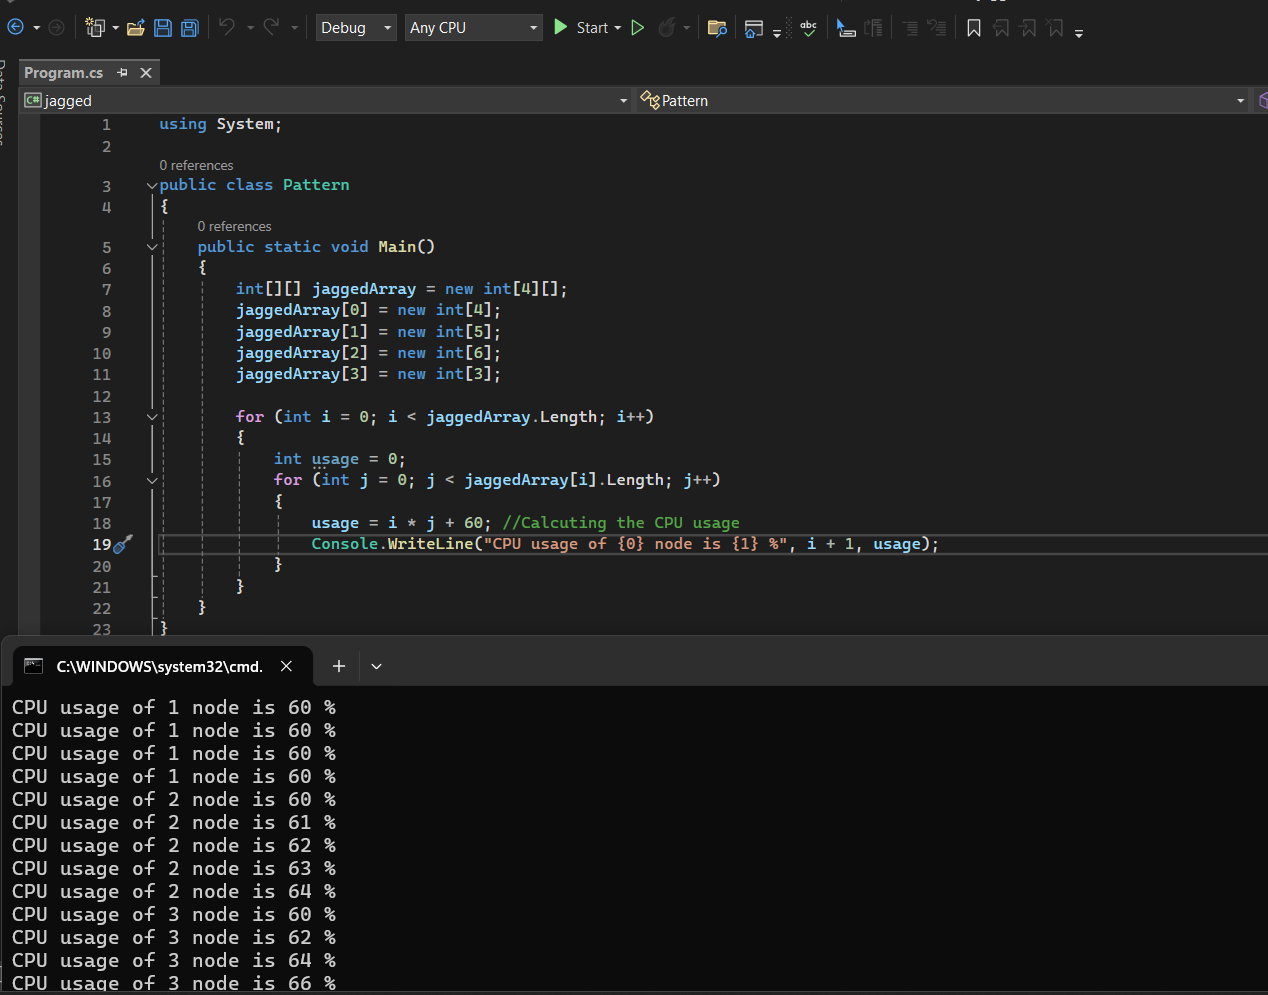 Debug Any CPU Start abc
Program.cs
C# jagged Pattern
1 using System;
2
0 references
3 public class Pattern
4 {
0 references
5 public static void Main()
6 {
7 int[][] jaggedArray = new int[4][];
8 jaggedArray[0] = new int[4];
9 jaggedArray[1] = new int[5];
10 jaggedArray[2] = new int[6];
11 jaggedArray[3] = new int[3];
12
13 for (int i = 0; i < jaggedArray.Length; i++)
14 {
15 int usage = 0;
16 for (int j = 0; j < jaggedArray[i].Length; j++)
17 {
18 usage = i * j + 60; //Calcuting the CPU usage
19 Console.WriteLine("CPU usage of {0} node is {1} %", i + 1, usage);
20 }
21 }
22 }
23 }
C:\WINDOWS\system32\cmd.
CPU usage of 1 node is 60 %
CPU usage of 1 node is 60 %
CPU usage of 1 node is 60 %
CPU usage of 1 node is 60 %
CPU usage of 2 node is 60 %
CPU usage of 2 node is 61 %
CPU usage of 2 node is 62 %
CPU usage of 2 node is 63 %
CPU usage of 2 node is 64 %
CPU usage of 3 node is 60 %
CPU usage of 3 node is 62 %
CPU usage of 3 node is 64 %
CPU usage of 3 node is 66 %